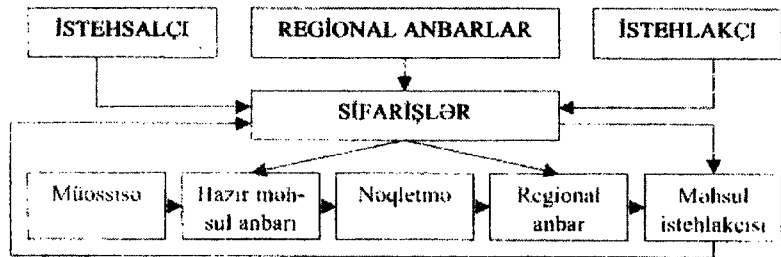 İSTEHSALÇI
REGİONAL ANBARLAR
İSTEHLAKÇI
SİFARİŞLƏR
Müəssisə
Hazır məh-
sul anbarı
Nəqletmə
Regional
anbar
Məhsul
istehlakçısı